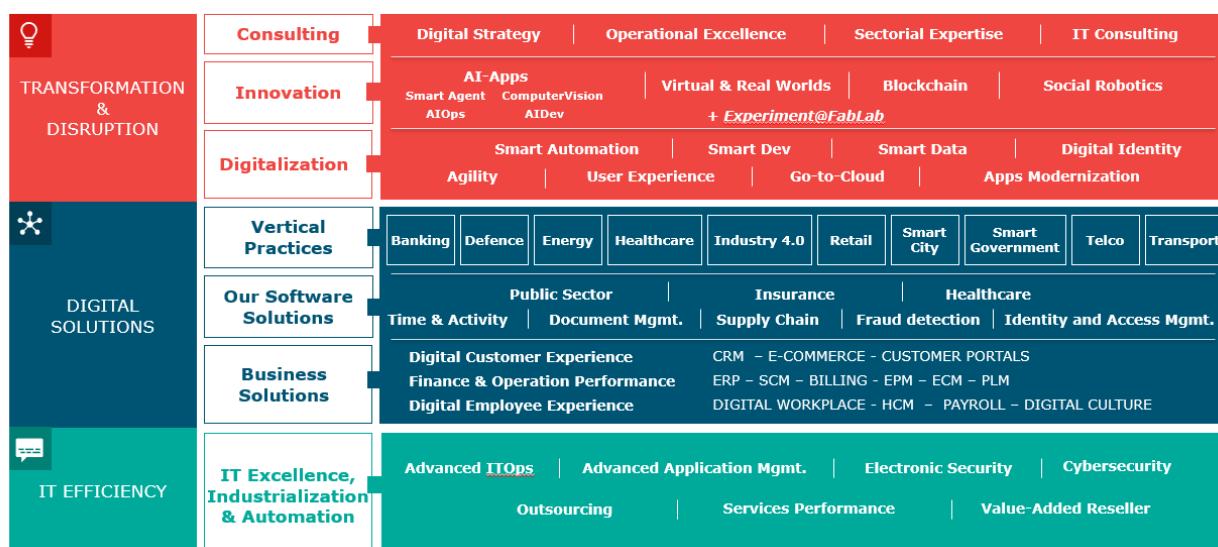 TRANSFORMATION
&
DISRUPTION
Consulting
Digital Strategy
Operational Excellence
Sectorial Expertise
IT Consulting
Innovation
AI-Apps
Smart Agent ComputerVision
AIOps AIDev
Virtual & Real Worlds
Blockchain
Social Robotics
+ Experiment@FabLab
Digitalization
Smart Automation
Smart Dev
Smart Data
Digital Identity
Agility
User Experience
Go-to-Cloud
Apps Modernization
DIGITAL
SOLUTIONS
Vertical
Practices
Banking
Defence
Energy
Healthcare
Industry 4.0
Retail
Smart
City
Smart
Government
Telco
Transport
Our Software
Solutions
Public Sector
Insurance
Healthcare
Time & Activity
Document Mgmt.
Supply Chain
Fraud detection
Identity and Access Mgmt.
Business
Solutions
Digital Customer Experience
CRM – E-COMMERCE - CUSTOMER PORTALS
Finance & Operation Performance
ERP – SCM – BILLING - EPM – ECM – PLM
Digital Employee Experience
DIGITAL WORKPLACE - HCM – PAYROLL – DIGITAL CULTURE
IT EFFICIENCY
IT Excellence,
Industrialization
& Automation
Advanced ITOps
Advanced Application Mgmt.
Electronic Security
Cybersecurity
Outsourcing
Services Performance
Value-Added Reseller